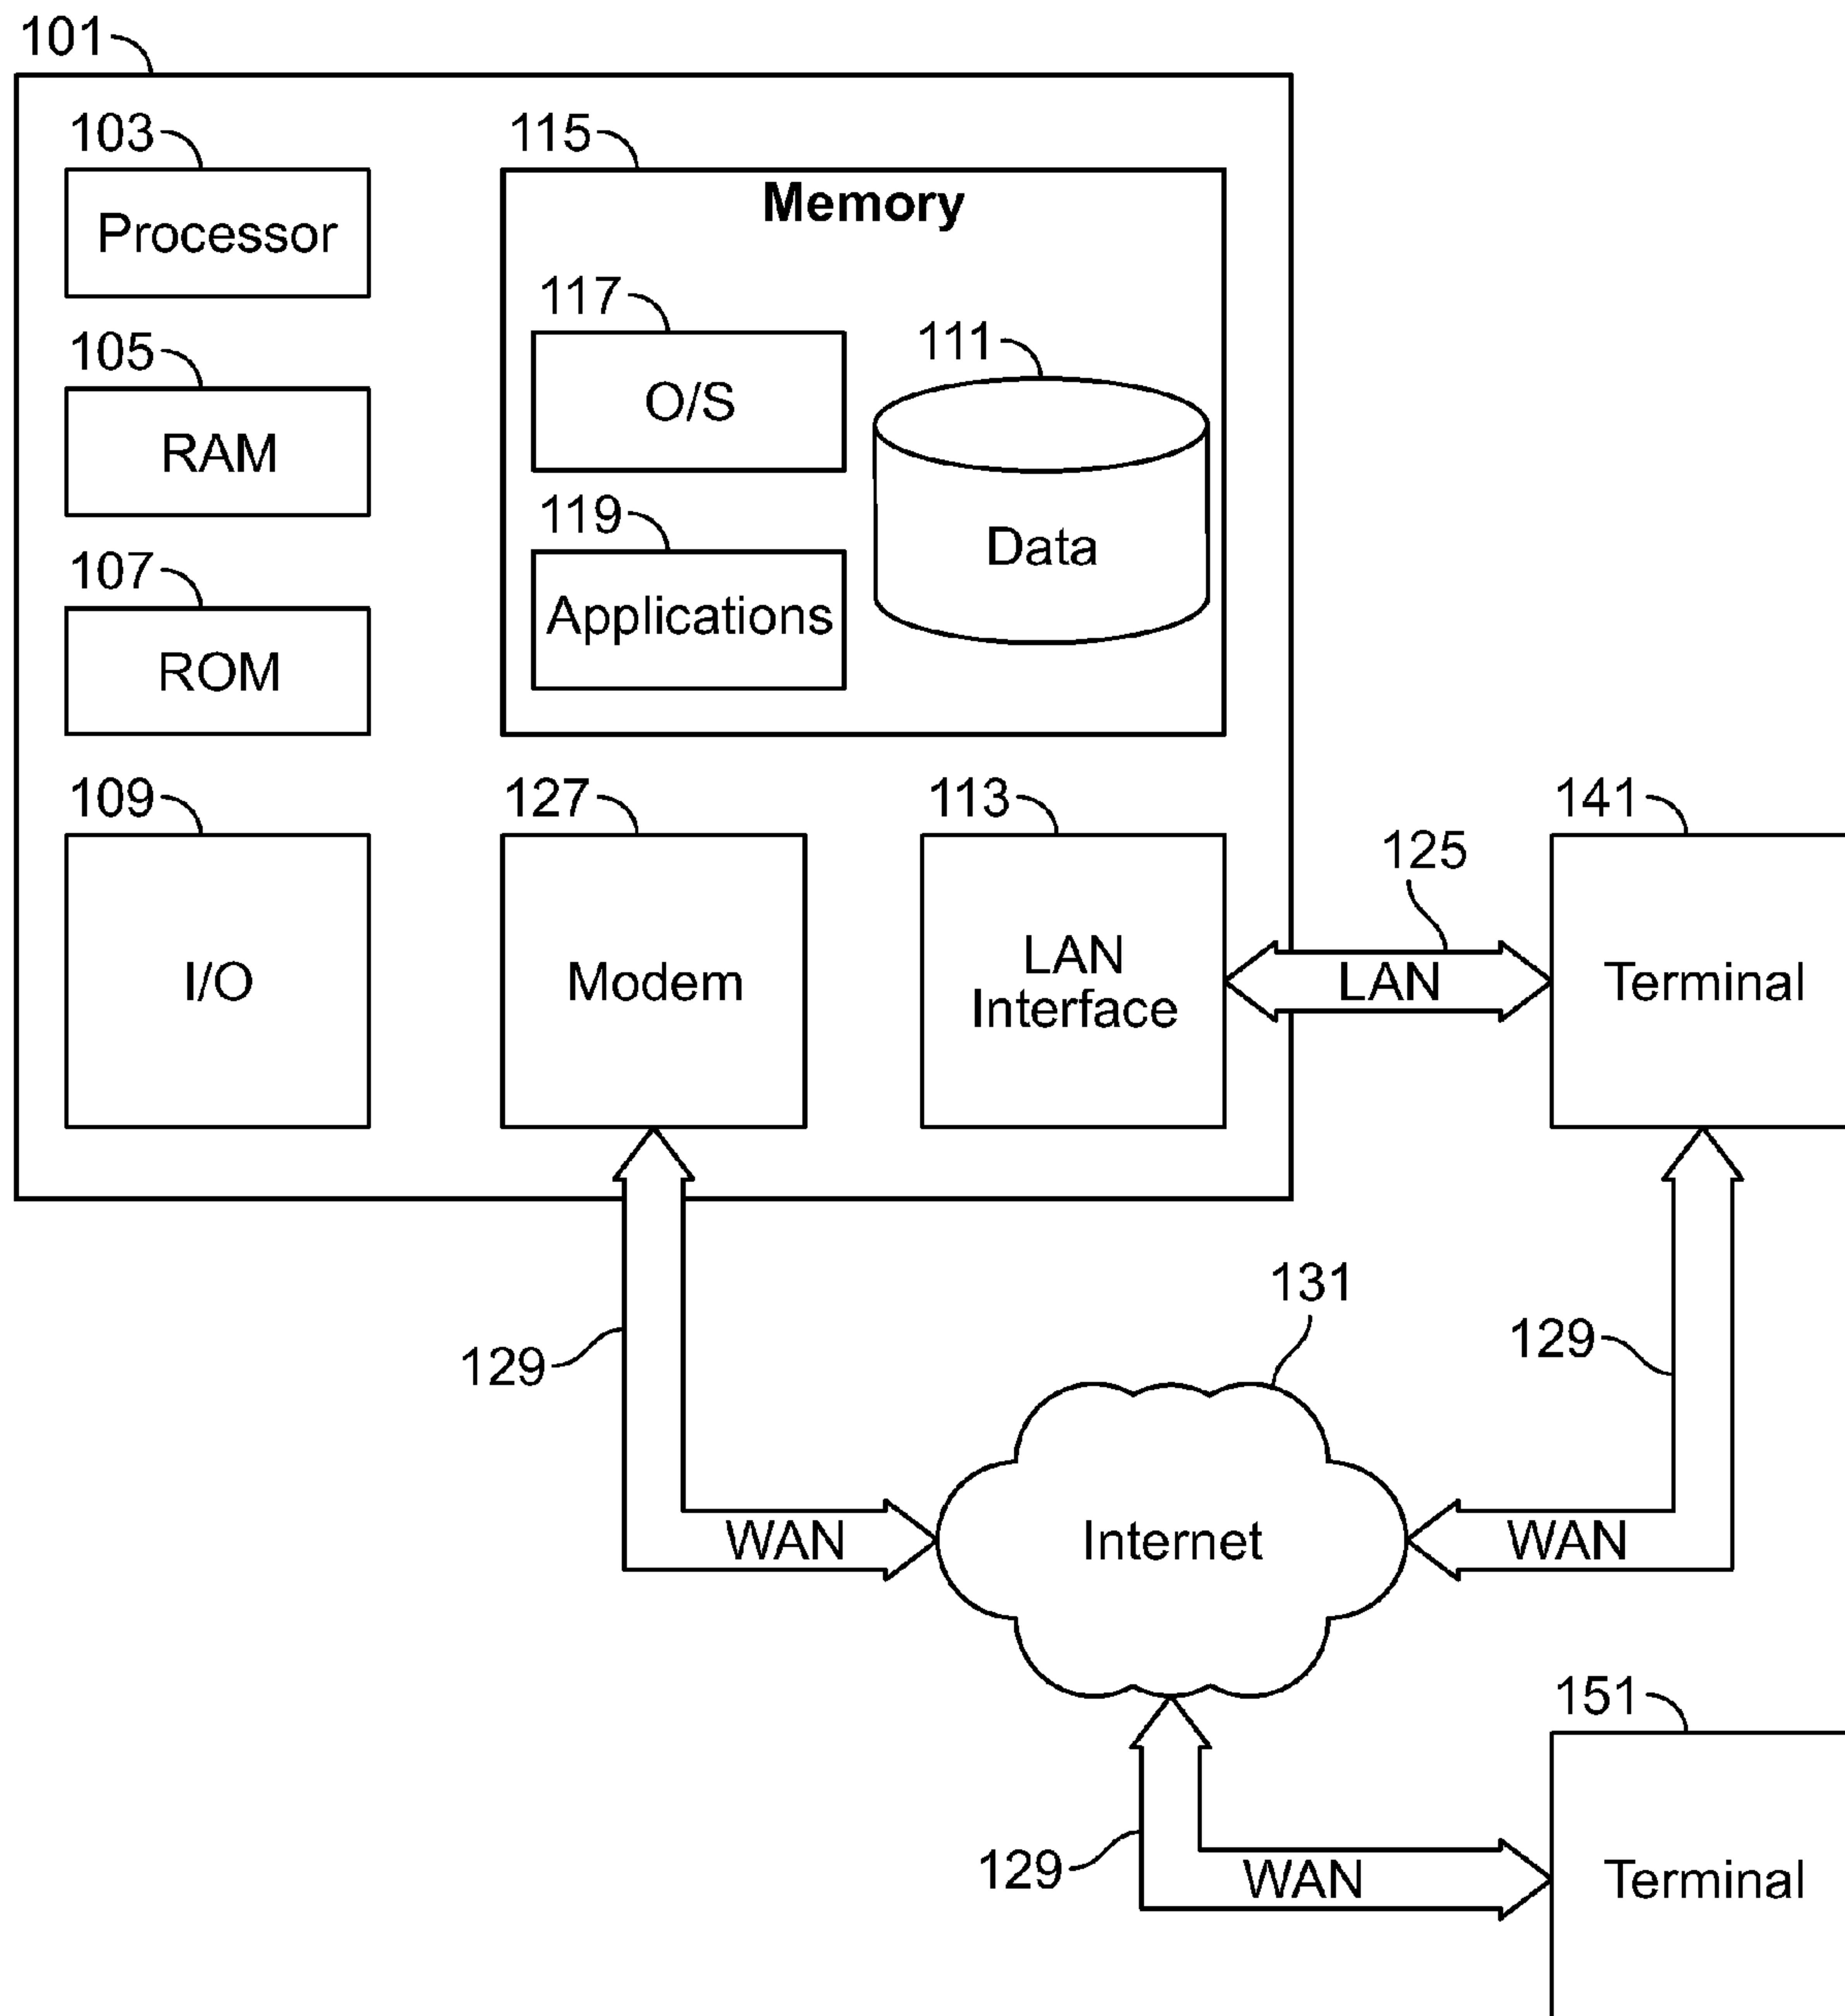 101
103
115
Processor
Memory
105
117
111
RAM
O/S
107
119
Data
ROM
Applications
109
127
113
141
125
I/O
Modem
LAN
Interface
LAN
Terminal
131
129
129
WAN
Internet
WAN
151
129
WAN
Terminal